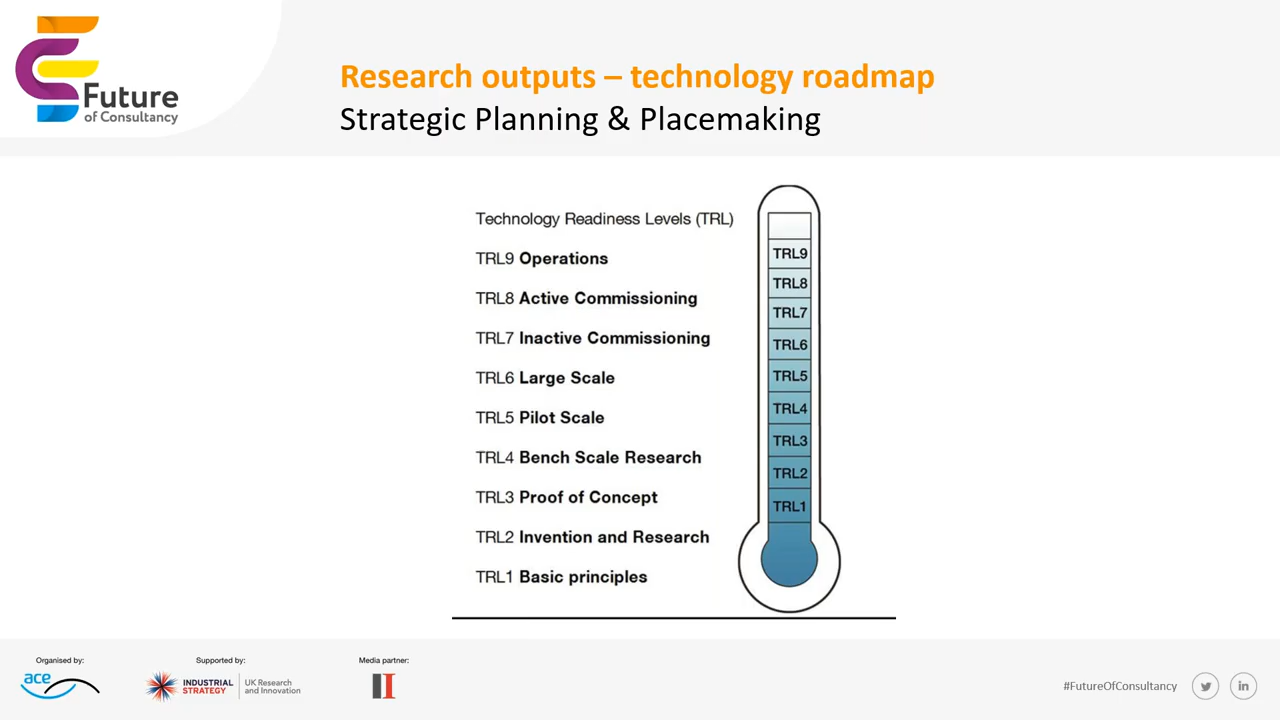 Future
of Consultancy
Research outputs – technology roadmap
Strategic Planning & Placemaking
Technology Readiness Levels (TRL)
TRL9 Operations
TRL8 Active Commissioning
TRL7 Inactive Commissioning
TRL6 Large Scale
TRL5 Pilot Scale
TRL4 Bench Scale Research
TRL3 Proof of Concept
TRL2 Invention and Research
TRL1 Basic principles
TRL9
TRL8
TRL7
TRL6
TRL5
TRL4
TRL3
TRL2
TRL1
Organised by:
ace
Supported by:
INDUSTRIAL
STRATEGY
UK Research
and Innovation
Media partner:
#FutureOfConsultancy
in